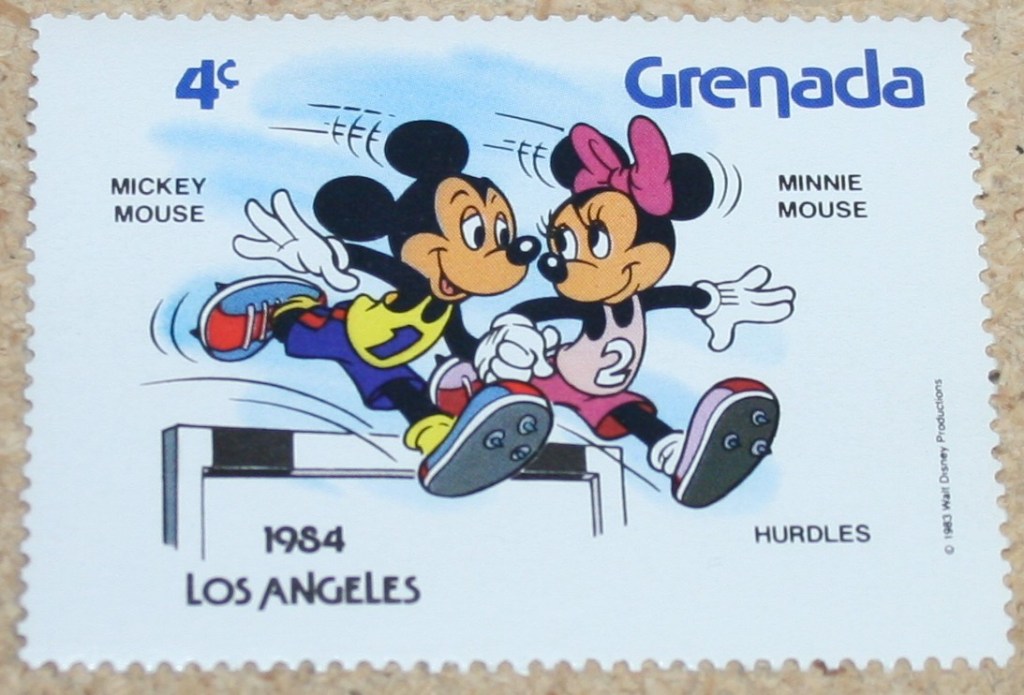 4¢
Grenada
MICKEY
MOUSE
MINNIE
MOUSE
1
2
1984
LOS ANGELES
HURDLES
© 1983 Walt Disney Productions